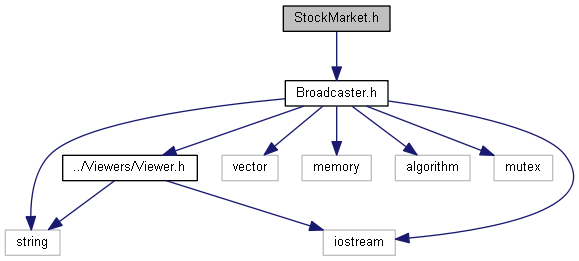 StockMarket.h
Broadcaster.h
../Viewers/Viewer.h
vector
memory
algorithm
mutex
string
iostream